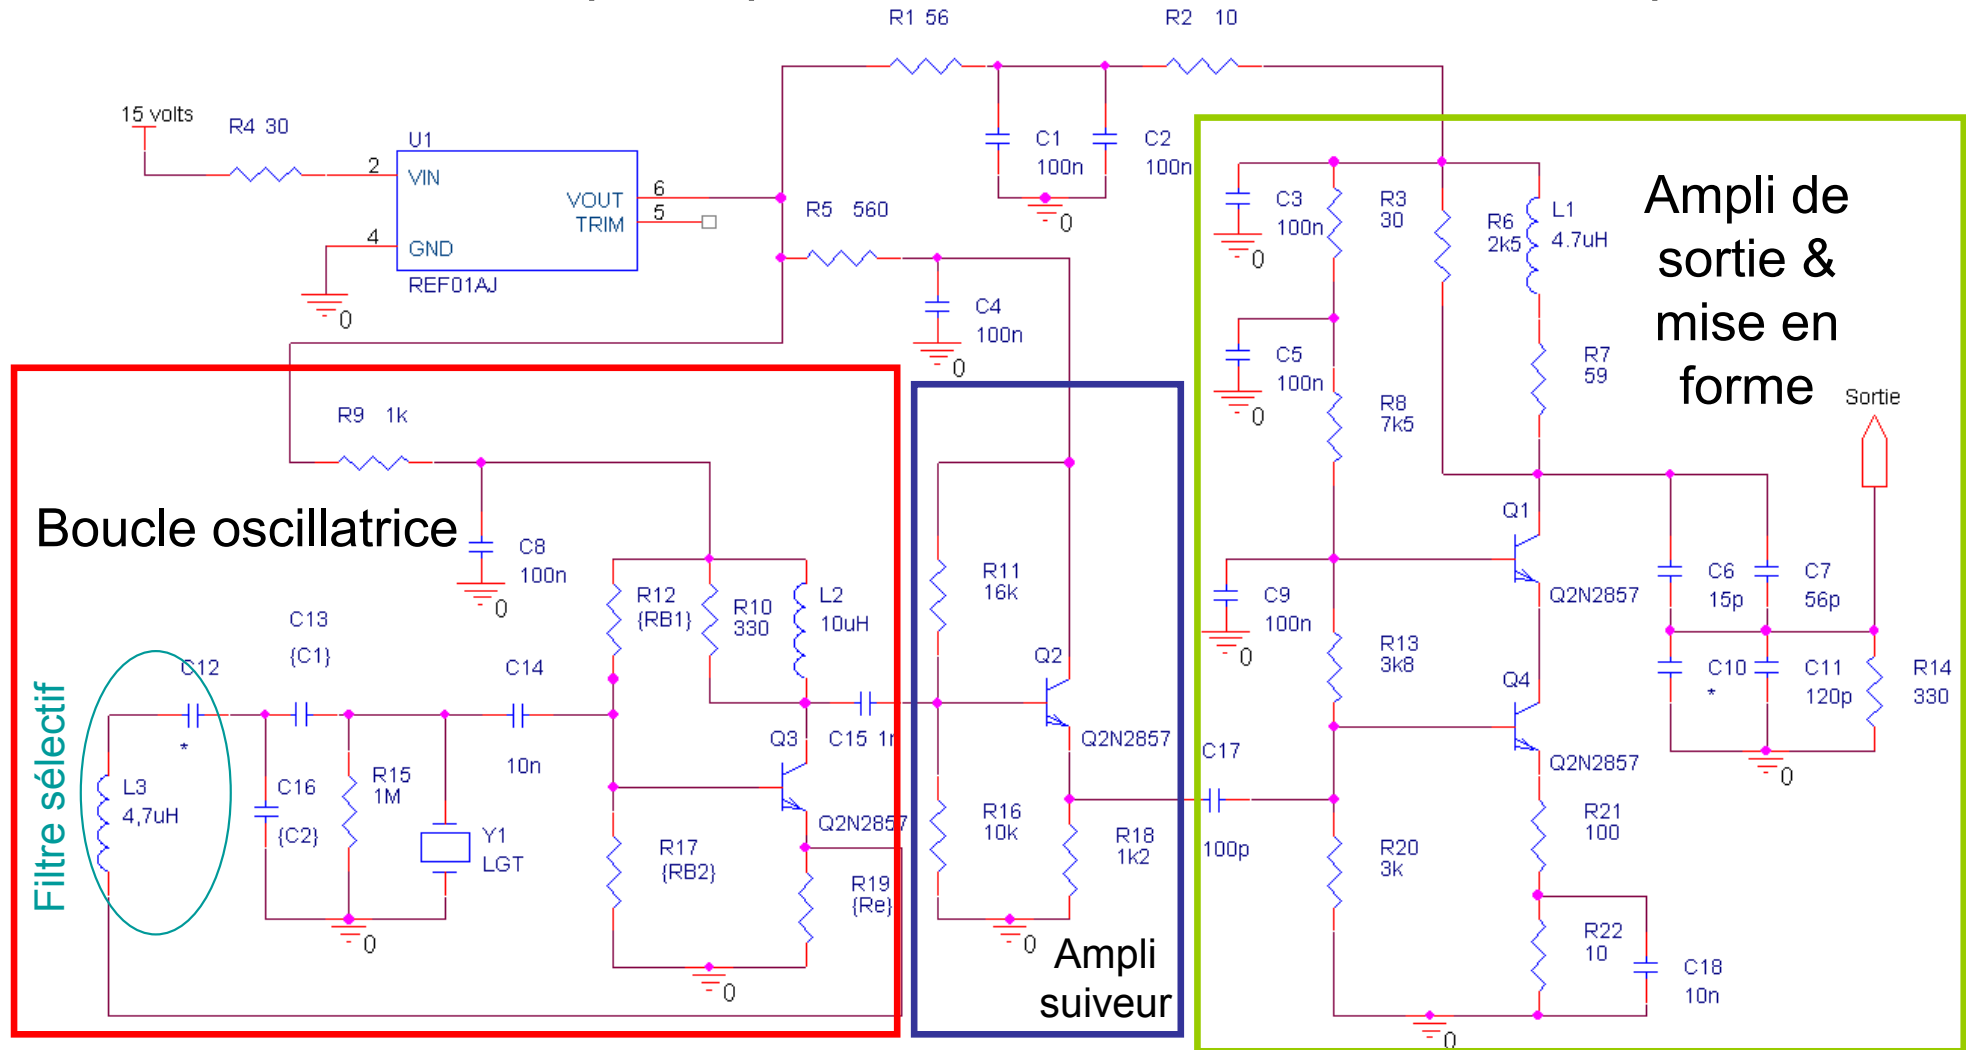 R1 56
R2 10
15 volts
R4 30
U1
2
VIN
VOUT
6
TRIM
5
4
GND
REF01AJ
0
C1
100n
C2
100n
0
R5 560
C4
100n
0
C3
100n
0
R3
30
R6
2k5
L1
4.7uH
Ampli de
sortie &
mise en
forme
C5
100n
0
R7
59
R8
7k5
Sortie
R9 1k
Boucle oscillatrice
C8
100n
0
Q1
Q2N2857
C6
15p
C7
56p
R12
{RB1}
R10
330
L2
10uH
R11
16k
C9
100n
0
C13
{C1}
C12
*
C14
10n
Q2
Q2N2857
R13
3k8
Q4
Q2N2857
C10
*
C11
120p
R14
330
0
Filtre sélectif
L3
4,7uH
C16
{C2}
R15
1M
Y1
LGT
0
Q3
Q2N2857
C15
R17
{RB2}
R19
{Re}
0
R16
10k
R18
1k2
0
C17
100p
R20
3k
R21
100
R22
10
C18
10n
0
Ampli
suiveur